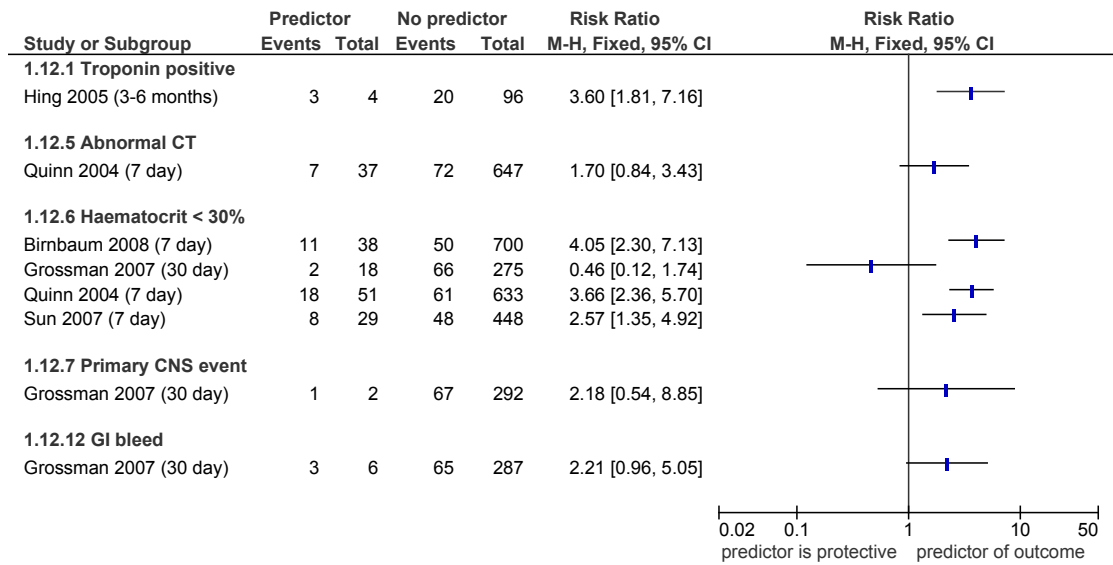 Predictor No predictor Risk Ratio Risk Ratio
Study or Subgroup Events Total Events Total M-H, Fixed, 95% CI M-H, Fixed, 95% CI
1.12.1 Troponin positive
Hing 2005 (3-6 months) 3 4 20 96 3.60 [1.81, 7.16]
1.12.5 Abnormal CT
Quinn 2004 (7 day) 7 37 72 647 1.70 [0.84, 3.43]
1.12.6 Haematocrit < 30%
Birnbaum 2008 (7 day) 11 38 50 700 4.05 [2.30, 7.13]
Grossman 2007 (30 day) 2 18 66 275 0.46 [0.12, 1.74]
Quinn 2004 (7 day) 18 51 61 633 3.66 [2.36, 5.70]
Sun 2007 (7 day) 8 29 48 448 2.57 [1.35, 4.92]
1.12.7 Primary CNS event
Grossman 2007 (30 day) 1 2 67 292 2.18 [0.54, 8.85]
1.12.12 GI bleed
Grossman 2007 (30 day) 3 6 65 287 2.21 [0.96, 5.05]
0.02 0.1 1 10 50
predictor is protective predictor of outcome